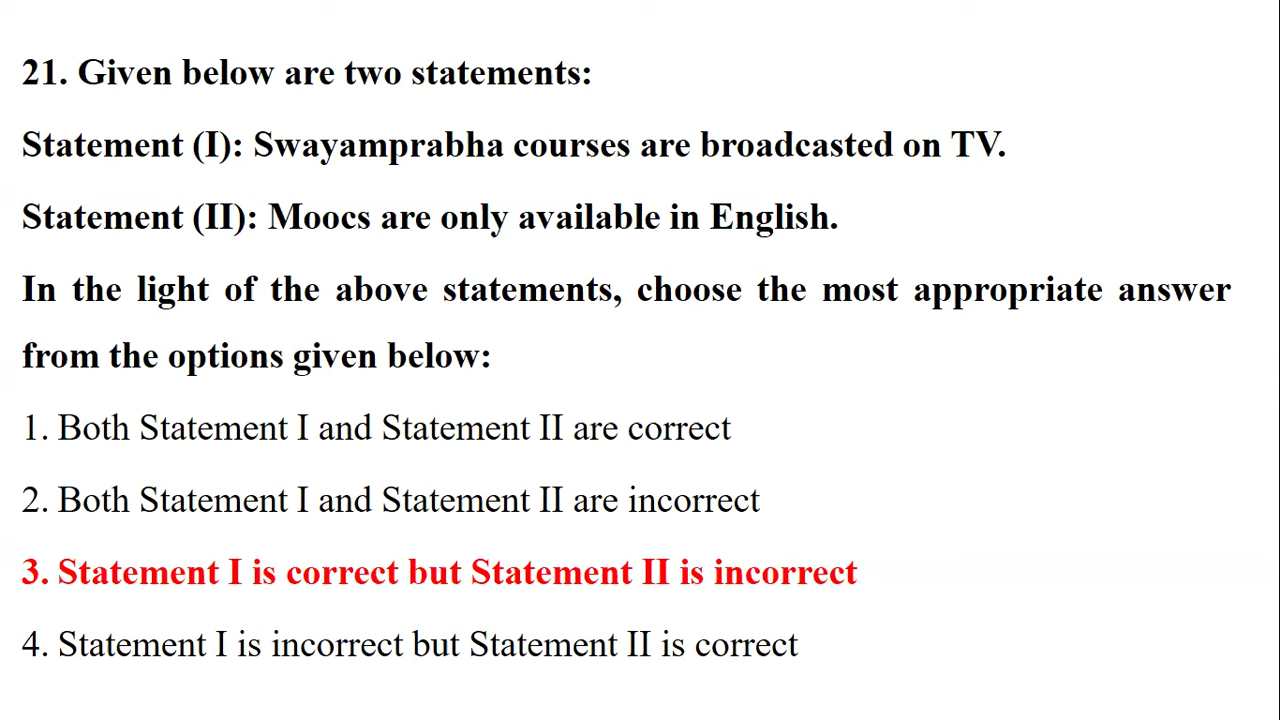 21. Given below are two statements:
Statement (I): Swayamprabha courses are broadcasted on TV.
Statement (II): Moocs are only available in English.
In the light of the above statements, choose the most appropriate answer
from the options given below:
1. Both Statement I and Statement II are correct
2. Both Statement I and Statement II are incorrect
3. Statement I is correct but Statement II is incorrect
4. Statement I is incorrect but Statement II is correct